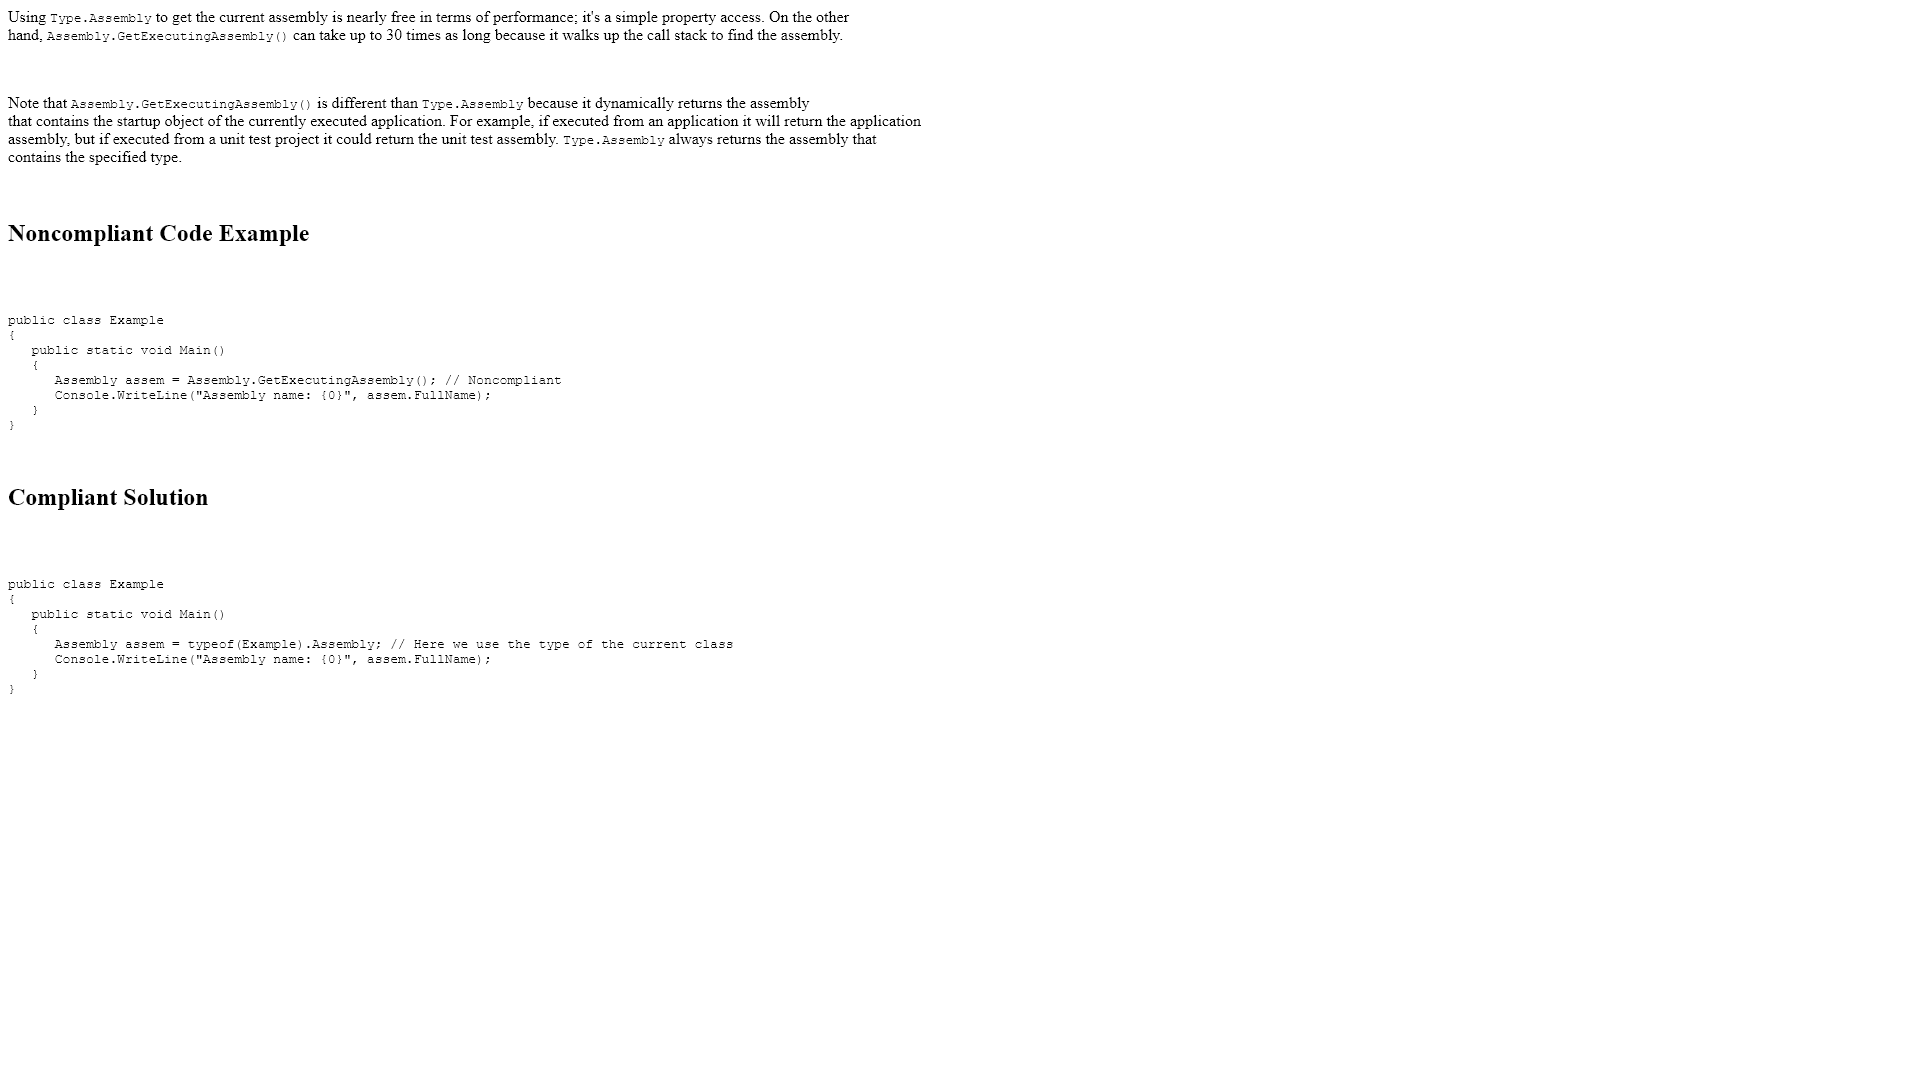 Using Type.Assembly to get the current assembly is nearly free in terms of performance; it's a simple property access. On the other
hand, Assembly.GetExecutingAssembly() can take up to 30 times as long because it walks up the call stack to find the assembly.
Note that Assembly.GetExecutingAssembly() is different than Type.Assembly because it dynamically returns the assembly
that contains the startup object of the currently executed application. For example, if executed from an application it will return the application
assembly, but if executed from a unit test project it could return the unit test assembly. Type.Assembly always returns the assembly that
contains the specified type.
Noncompliant Code Example
public class Example
{
   public static void Main()
   {
      Assembly assem = Assembly.GetExecutingAssembly(); // Noncompliant
      Console.WriteLine("Assembly name: {0}", assem.FullName);
   }
}
Compliant Solution
public class Example
{
   public static void Main()
   {
      Assembly assem = typeof(Example).Assembly; // Here we use the type of the current class
      Console.WriteLine("Assembly name: {0}", assem.FullName);
   }
}